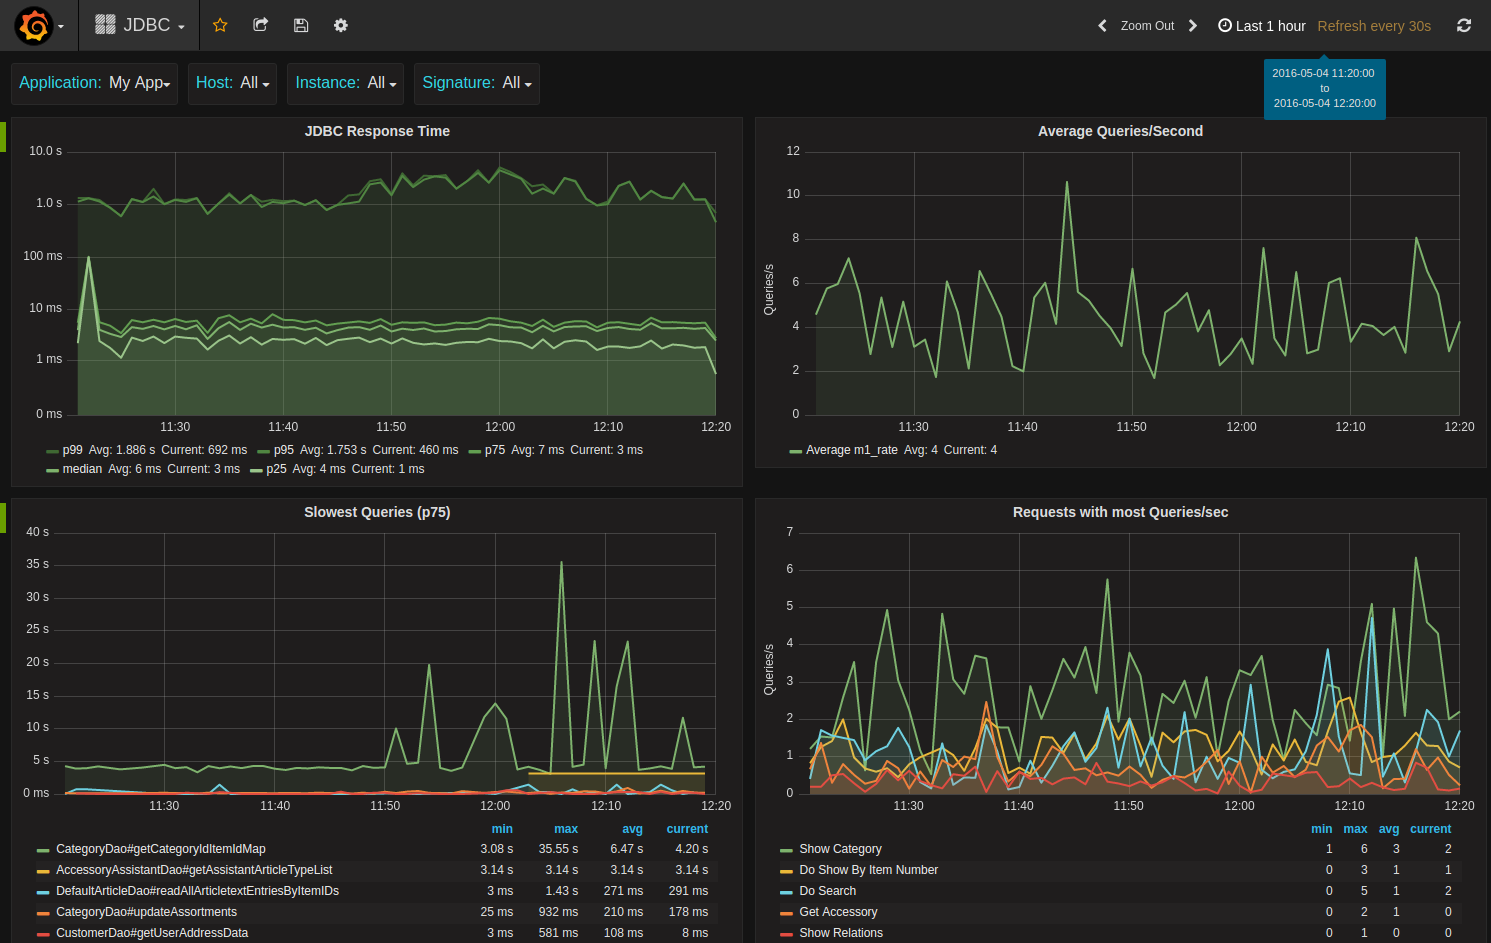 JDBC
Zoom Out
Last 1 hour
Refresh every 30s
Application: My App
Host: All
Instance: All
Signature: All
2016-05-04 11:20:00
to
2016-05-04 12:20:00
JDBC Response Time
10.0 s
1.0 s
100 ms
10 ms
1 ms
0 ms
11:30 11:40 11:50 12:00 12:10 12:20
p99 Avg: 1.886 s Current: 692 ms p95 Avg: 1.753 s Current: 460 ms p75 Avg: 7 ms Current: 3 ms
median Avg: 6 ms Current: 3 ms p25 Avg: 4 ms Current: 1 ms
Average Queries/Second
Queries/s
12
10
8
6
4
2
0
11:30 11:40 11:50 12:00 12:10 12:20
Average m1_rate Avg: 4 Current: 4
Slowest Queries (p75)
40 s
35 s
30 s
25 s
20 s
15 s
10 s
5 s
0 ms
11:30 11:40 11:50 12:00 12:10 12:20
min max avg current
CategoryDao#getCategoryIdItemIdMap 3.08 s 35.55 s 6.47 s 4.20 s
AccessoryAssistantDao#getAssistantArticleTypeList 3.14 s 3.14 s 3.14 s 3.14 s
DefaultArticleDao#readAllArticletextEntriesByItemIDs 3 ms 1.43 s 271 ms 291 ms
CategoryDao#updateAssortments 25 ms 932 ms 210 ms 178 ms
CustomerDao#getUserAddressData 3 ms 581 ms 108 ms 8 ms
Requests with most Queries/sec
Queries/s
7
6
5
4
3
2
1
0
11:30 11:40 11:50 12:00 12:10 12:20
min max avg current
Show Category 1 6 3 2
Do Show By Item Number 0 3 1 1
Do Search 0 5 1 2
Get Accessory 0 2 1 0
Show Relations 0 1 0 0